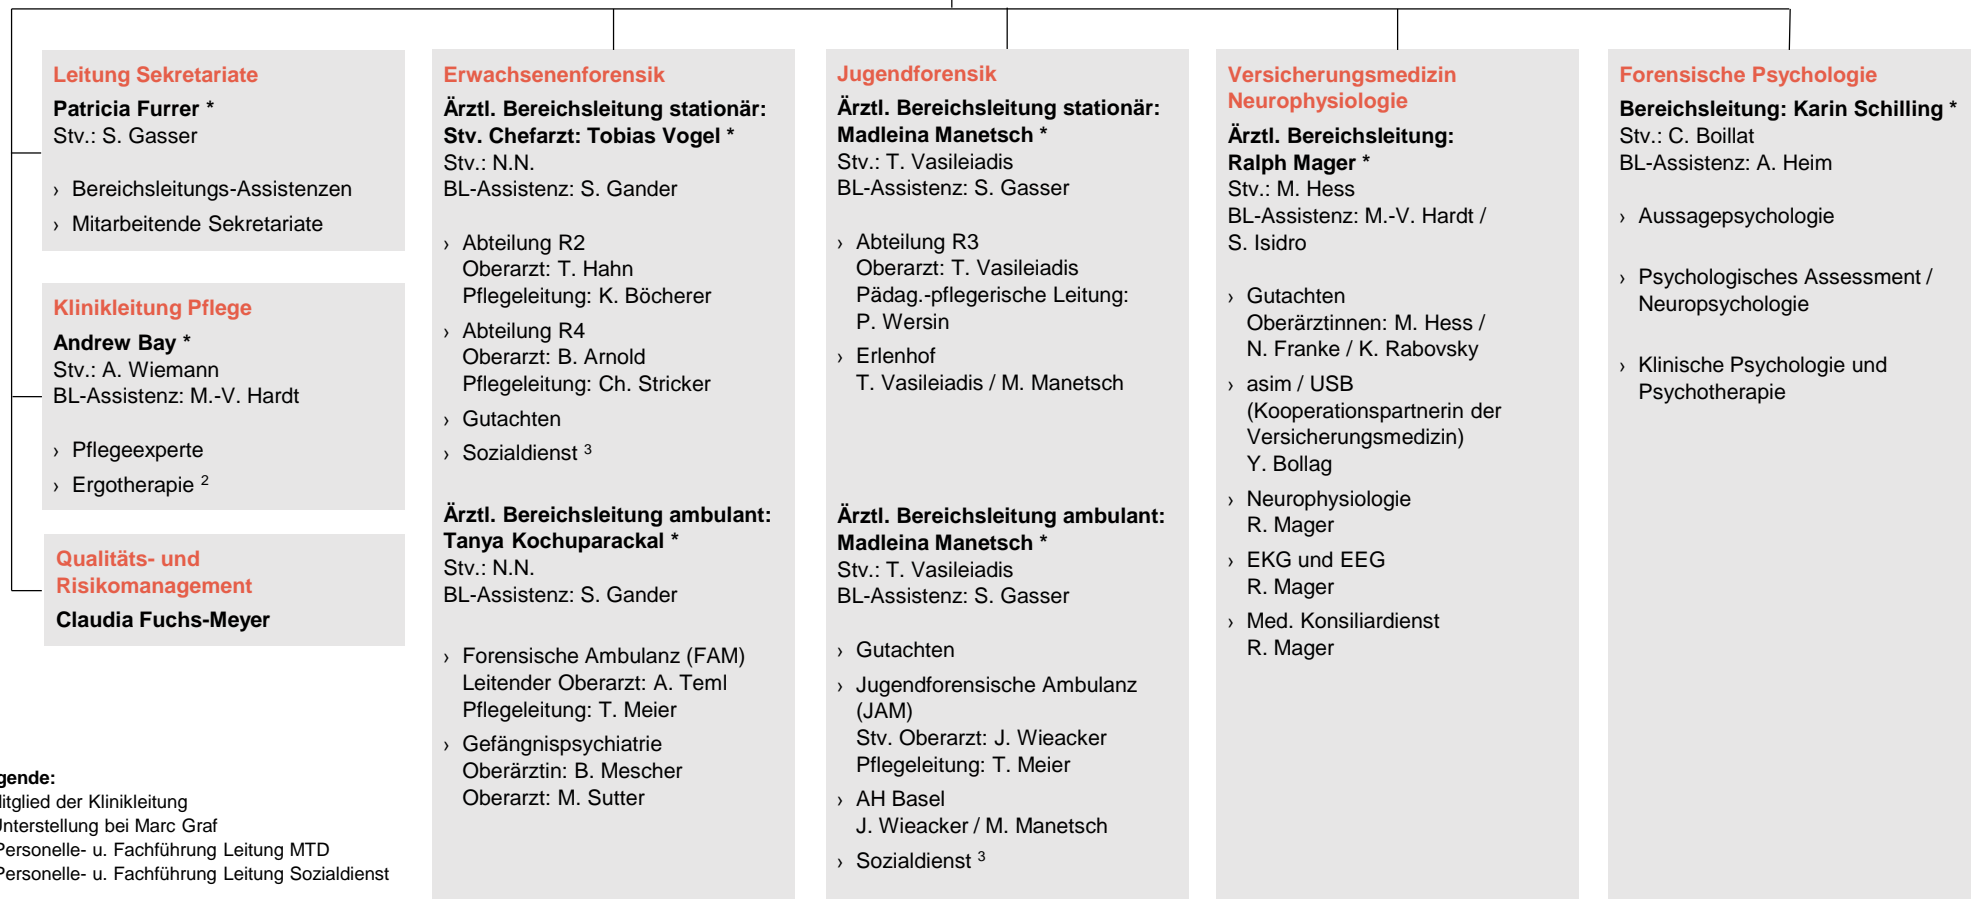 Leitung Sekretariate
Patricia Furrer *
Stv.: S. Gasser
› Bereichsleitungs-Assistenzen
› Mitarbeitende Sekretariate
Klinikleitung Pflege
Andrew Bay *
Stv.: A. Wiemann
BL-Assistenz: M.-V. Hardt
› Pflegeexperte
› Ergotherapie ²
Qualitäts- und
Risikomanagement
Claudia Fuchs-Meyer
Erwachsenenforensik
Ärztl. Bereichsleitung stationär:
Stv. Chefarzt: Tobias Vogel *
Stv.: N.N.
BL-Assistenz: S. Gander
› Abteilung R2
Oberarzt: T. Hahn
Pflegeleitung: K. Böcherer
› Abteilung R4
Oberarzt: B. Arnold
Pflegeleitung: Ch. Stricker
› Gutachten
› Sozialdienst ³
Ärztl. Bereichsleitung ambulant:
Tanya Kochuparackal *
Stv.: N.N.
BL-Assistenz: S. Gander
› Forensische Ambulanz (FAM)
Leitender Oberarzt: A. Teml
Pflegeleitung: T. Meier
› Gefängnispsychiatrie
Oberärztin: B. Mescher
Oberarzt: M. Sutter
Jugendforensik
Ärztl. Bereichsleitung stationär:
Madleina Manetsch *
Stv.: T. Vasileiadis
BL-Assistenz: S. Gasser
› Abteilung R3
Oberarzt: T. Vasileiadis
Pädag.-pflegerische Leitung:
P. Wersin
› Erlenhof
T. Vasileiadis / M. Manetsch
Ärztl. Bereichsleitung ambulant:
Madleina Manetsch *
Stv.: T. Vasileiadis
BL-Assistenz: S. Gasser
› Gutachten
› Jugendforensische Ambulanz
(JAM)
Stv. Oberarzt: J. Wieacker
Pflegeleitung: T. Meier
› AH Basel
J. Wieacker / M. Manetsch
› Sozialdienst ³
Versicherungsmedizin
Neurophysiologie
Ärztl. Bereichsleitung:
Ralph Mager *
Stv.: M. Hess
BL-Assistenz: M.-V. Hardt /
S. Isidro
› Gutachten
Oberärztinnen: M. Hess /
N. Franke / K. Rabovsky
› asim / USB
(Kooperationspartnerin der
Versicherungsmedizin)
Y. Bollag
› Neurophysiologie
R. Mager
› EKG und EEG
R. Mager
› Med. Konsiliardienst
R. Mager
Forensische Psychologie
Bereichsleitung: Karin Schilling *
Stv.: C. Boillat
BL-Assistenz: A. Heim
› Aussagepsychologie
› Psychologisches Assessment /
Neuropsychologie
› Klinische Psychologie und
Psychotherapie
gende:
itglied der Klinikleitung
Unterstellung bei Marc Graf
Personelle- u. Fachführung Leitung MTD
Personelle- u. Fachführung Leitung Sozialdienst